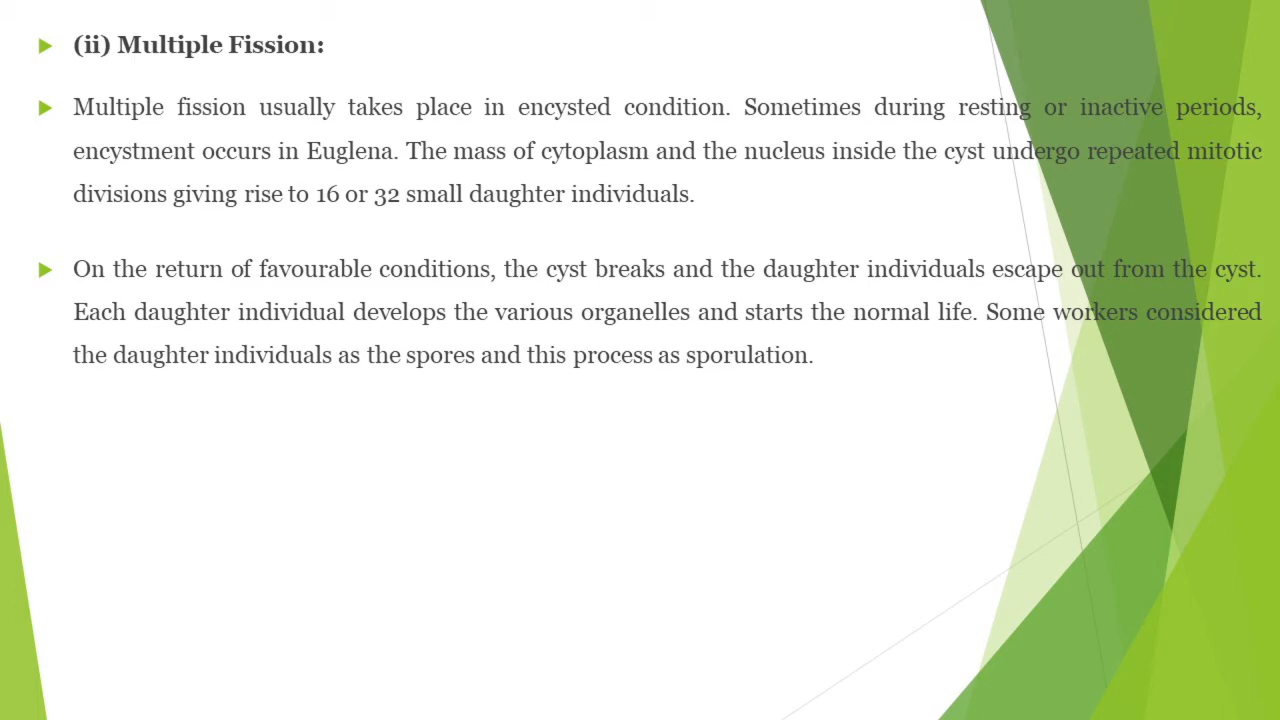 (ii) Multiple Fission:
Multiple fission usually takes place in encysted condition. Sometimes during resting or inactive periods,
encystment occurs in Euglena. The mass of cytoplasm and the nucleus inside the cyst undergo repeated mitotic
divisions giving rise to 16 or 32 small daughter individuals.
On the return of favourable conditions, the cyst breaks and the daughter individuals escape out from the cyst.
Each daughter individual develops the various organelles and starts the normal life. Some workers considered
the daughter individuals as the spores and this process as sporulation.